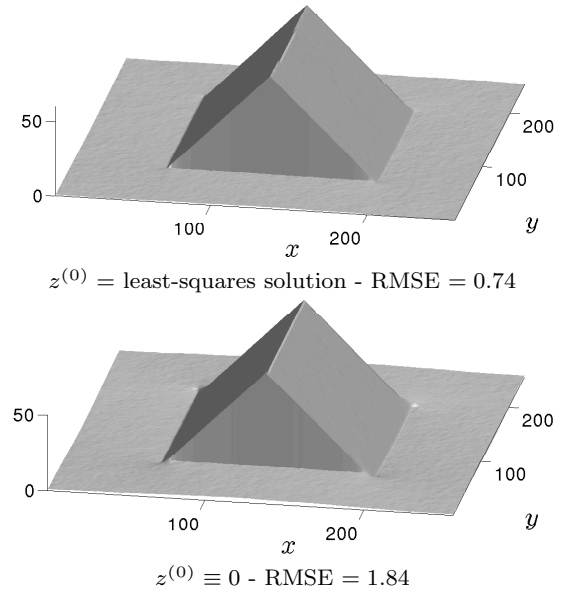 50
0
100
200
x
100
200
y
z^{(0)} = least-squares solution - RMSE = 0.74
50
0
100
200
x
100
200
y
z^{(0)} ≡ 0 - RMSE = 1.84